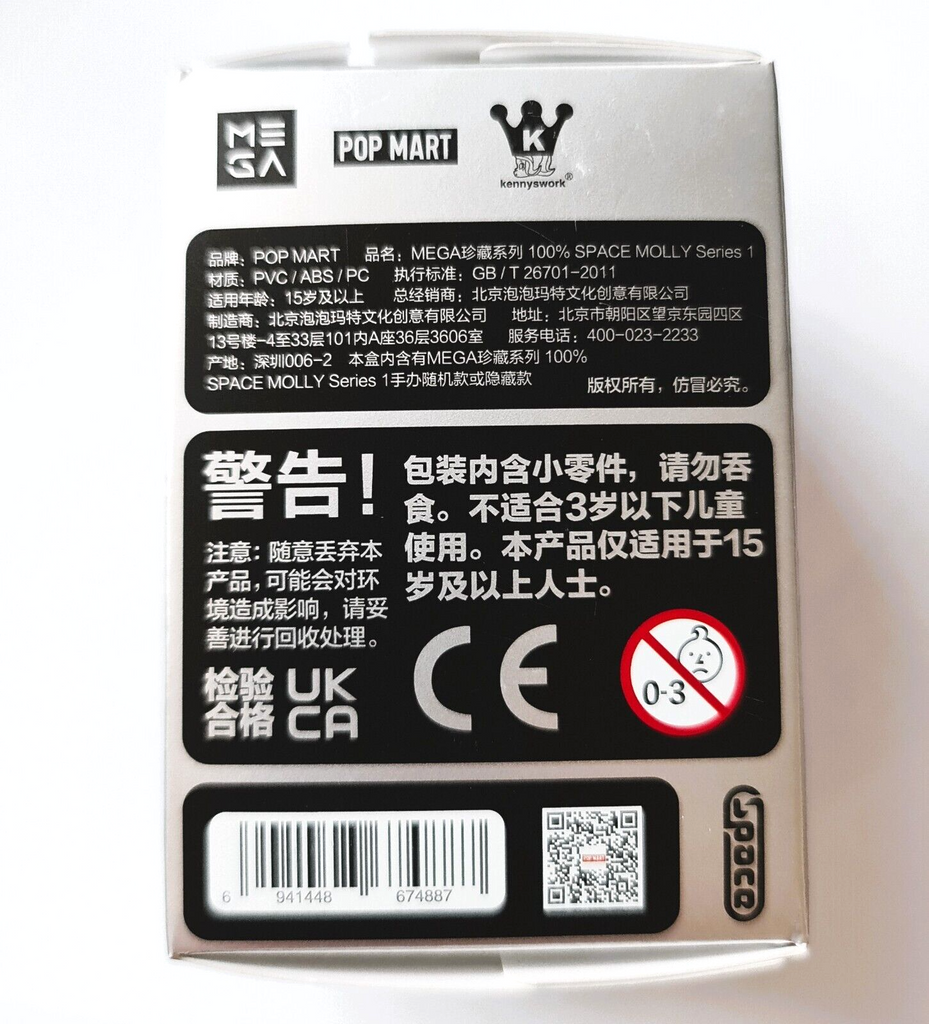 MEGA
POP MART
K
kennyswork®
品牌：POP MART 品名：MEGA珍藏系列 100% SPACE MOLLY Series 1
材质：PVC / ABS / PC 执行标准：GB / T 26701-2011
适用年龄：15岁及以上 总经销商：北京泡泡玛特文化创意有限公司
制造商：北京泡泡玛特文化创意有限公司 地址：北京市朝阳区望京东园四区
13号楼-4至33层101内A座36层3606室 服务电话：400-023-2233
产地：深圳006-2 本盒内含有MEGA珍藏系列 100%
SPACE MOLLY Series 1手办随机款或隐藏款 版权所有，仿冒必究。
警告！
包装内含小零件，请勿吞
食。不适合3岁以下儿童
使用。本产品仅适用于15
岁及以上人士。
注意：随意丢弃本
产品，可能会对环
境造成影响，请妥
善进行回收处理。
检验
合格
UK
CA
CE
0-3
6 941448 674887
POP MART
SPACE